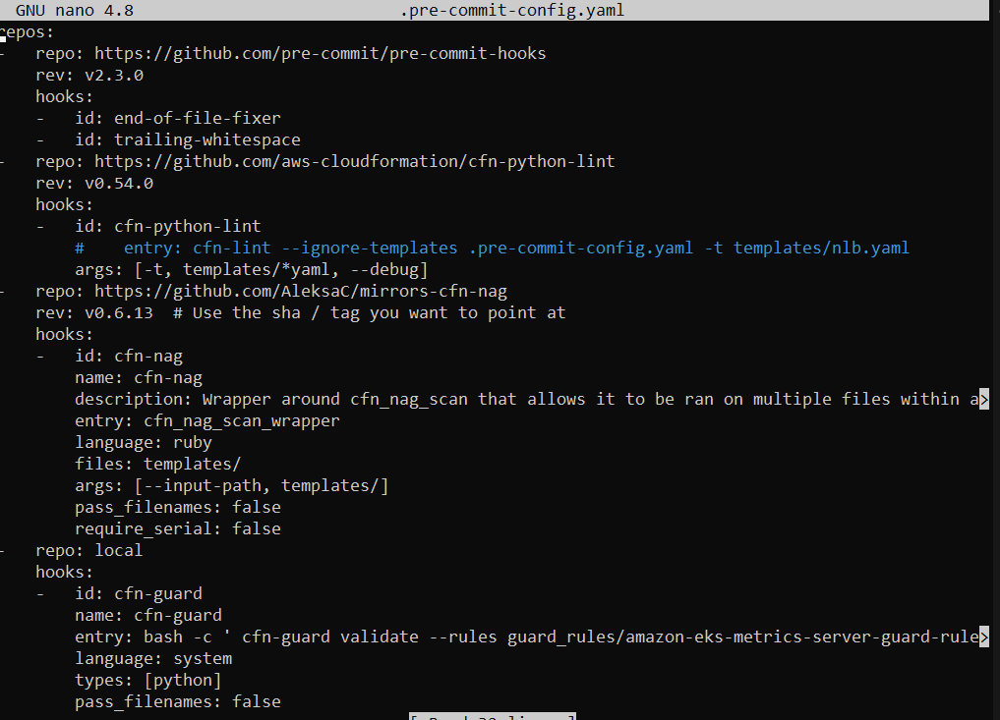 GNU nano 4.8 .pre-commit-config.yaml
repos:
-   repo: https://github.com/pre-commit/pre-commit-hooks
    rev: v2.3.0
    hooks:
    -   id: end-of-file-fixer
    -   id: trailing-whitespace
-   repo: https://github.com/aws-cloudformation/cfn-python-lint
    rev: v0.54.0
    hooks:
    -   id: cfn-python-lint
        #    entry: cfn-lint --ignore-templates .pre-commit-config.yaml -t templates/nlb.yaml
        args: [-t, templates/*yaml, --debug]
-   repo: https://github.com/AleksaC/mirrors-cfn-nag
    rev: v0.6.13  # Use the sha / tag you want to point at
    hooks:
    -   id: cfn-nag
        name: cfn-nag
        description: Wrapper around cfn_nag_scan that allows it to be ran on multiple files within a>
        entry: cfn_nag_scan_wrapper
        language: ruby
        files: templates/
        args: [--input-path, templates/]
        pass_filenames: false
        require_serial: false
-   repo: local
    hooks:
    -   id: cfn-guard
        name: cfn-guard
        entry: bash -c ' cfn-guard validate --rules guard_rules/amazon-eks-metrics-server-guard-rule>
        language: system
        types: [python]
        pass_filenames: false